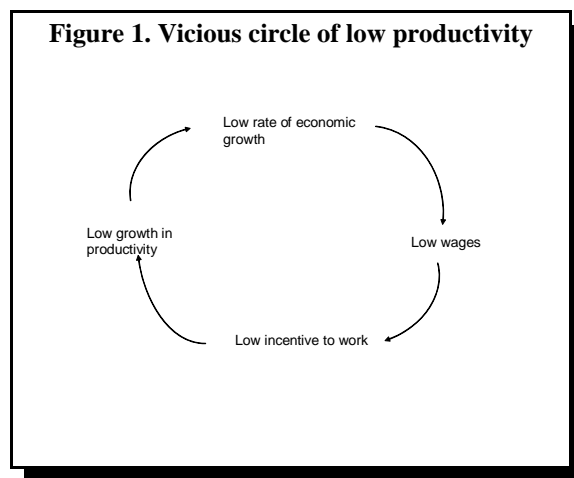 Figure 1. Vicious circle of low productivity
Low rate of economic
growth
Low growth in
productivity
Low wages
Low incentive to work